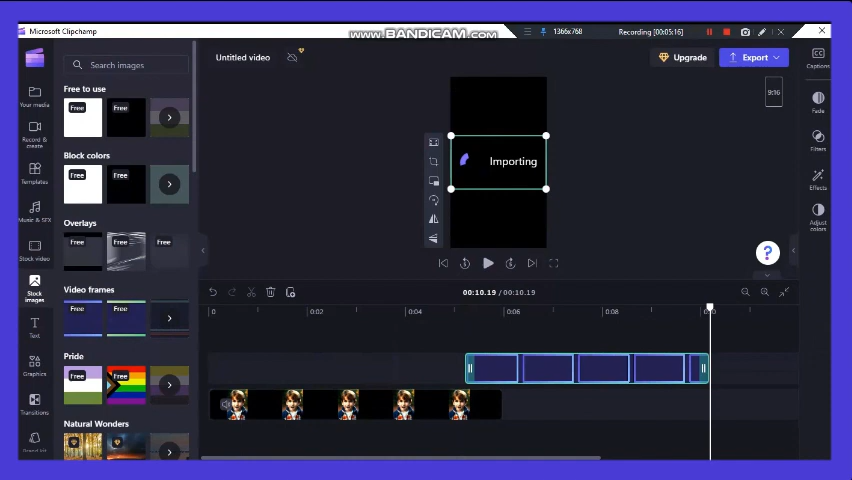 Microsoft Clipchamp
www.BANDICAM.com
1366x768
Recording [00:05:16]
Search images
Untitled video
Upgrade
Export
Captions
Your media
Free to use
Free
Free
9:16
Record & create
Fade
Block colors
Free
Free
Importing
Filters
Templates
Effects
Music & SFX
Overlays
Free
Free
Free
Adjust colors
Stock video
?
Video frames
Free
Free
Stock images
00:10.19 / 00:10.19
0
0:02
0:04
0:06
0:08
Text
Pride
Free
Free
Graphics
Transitions
Natural Wonders